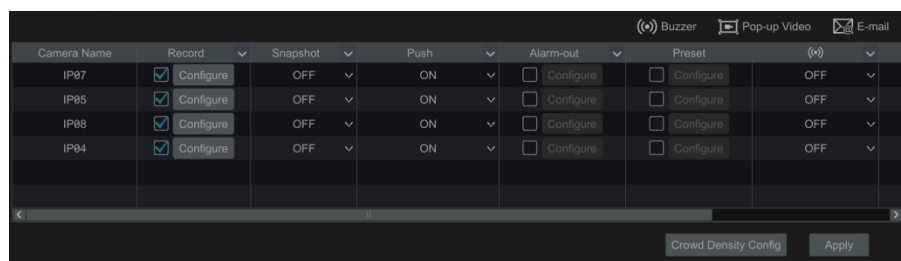 Buzzer Pop-up Video E-mail
Camera Name Record Snapshot Push Alarm-out Preset
IP07 Configure OFF ON Configure Configure OFF
IP05 Configure OFF ON Configure Configure OFF
IP08 Configure OFF ON Configure Configure OFF
IP04 Configure OFF ON Configure Configure OFF
Crowd Density Config Apply